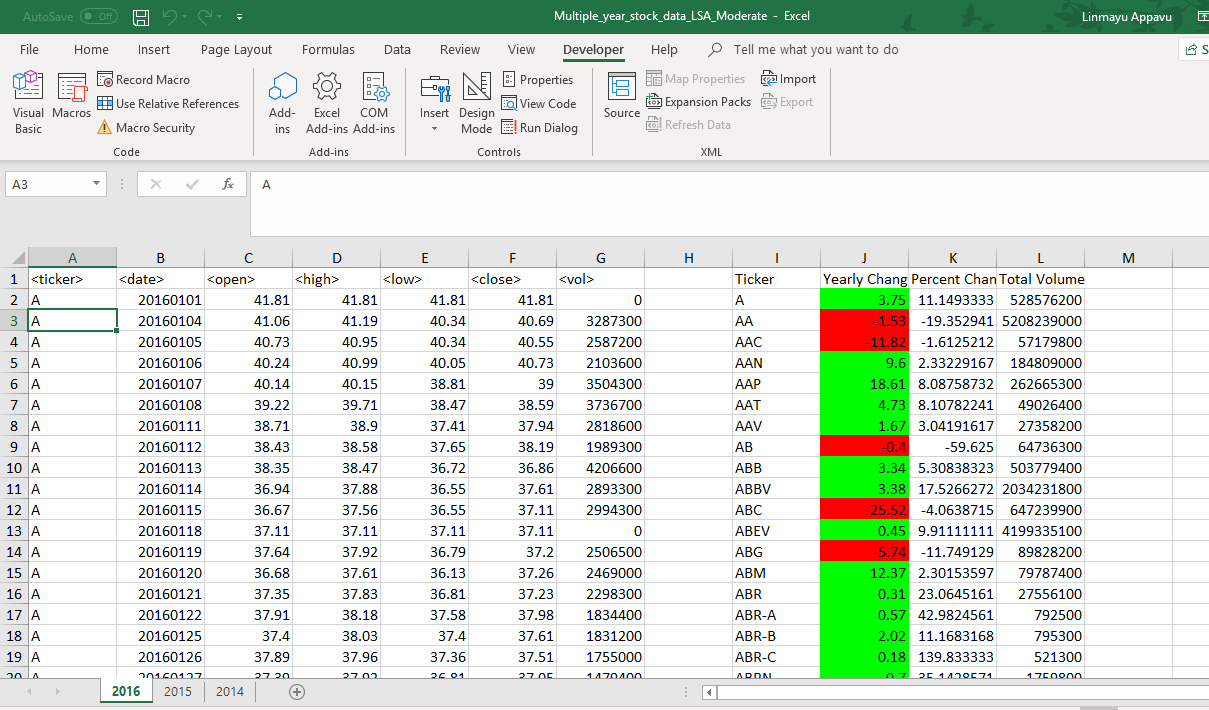 AutoSave Off Multiple_year_stock_data_LSA_Moderate - Excel Linmayu Appavu
File Home Insert Page Layout Formulas Data Review View Developer Help Tell me what you want to do S
Visual Basic
Macros
Record Macro
Use Relative References
Macro Security
Code
Add-ins
Excel Add-ins
COM Add-ins
Add-ins
Insert
Design Mode
Properties
View Code
Run Dialog
Controls
Source
Map Properties
Expansion Packs
Refresh Data
Import
Export
XML
A3 fx A
A B C D E F G H I J K L M
1 <ticker> <date> <open> <high> <low> <close> <vol> Ticker Yearly Chang Percent Chan Total Volume
2 A 20160101 41.81 41.81 41.81 41.81 0 A 3.75 11.1493333 528576200
3 A 20160104 41.06 41.19 40.34 40.69 3287300 AA -1.53 -19.352941 5208239000
4 A 20160105 40.73 40.95 40.34 40.55 2587200 AAC -11.82 -1.6125212 57179800
5 A 20160106 40.24 40.99 40.05 40.73 2103600 AAN 9.6 2.33229167 184809000
6 A 20160107 40.14 40.15 38.81 39 3504300 AAP 18.61 8.08758732 262665300
7 A 20160108 39.22 39.71 38.47 38.59 3736700 AAT 4.73 8.10782241 49026400
8 A 20160111 38.71 38.9 37.41 37.94 2818600 AAV 1.67 3.04191617 27358200
9 A 20160112 38.43 38.58 37.65 38.19 1989300 AB -0.4 -59.625 64736300
10 A 20160113 38.35 38.47 36.72 36.86 4206600 ABB 3.34 5.30838323 503779400
11 A 20160114 36.94 37.88 36.55 37.61 2893300 ABBV 3.38 17.5266272 2034231800
12 A 20160115 36.67 37.56 36.55 37.11 2994300 ABC -25.52 -4.0638715 647239900
13 A 20160118 37.11 37.11 37.11 37.11 0 ABEV 0.45 9.91111111 4199335100
14 A 20160119 37.64 37.92 36.79 37.2 2506500 ABG -5.74 -11.749129 89828200
15 A 20160120 36.68 37.61 36.13 37.26 2469000 ABM 12.37 2.30153597 79787400
16 A 20160121 37.35 37.83 36.81 37.23 2298300 ABR 0.31 23.0645161 27556100
17 A 20160122 37.91 38.18 37.58 37.98 1834400 ABR-A 0.57 42.9824561 792500
18 A 20160125 37.4 38.03 37.4 37.61 1831200 ABR-B 2.02 11.1683168 795300
19 A 20160126 37.89 37.96 37.36 37.51 1755000 ABR-C 0.18 139.833333 521300
20 A 20160127
2016 2015 2014